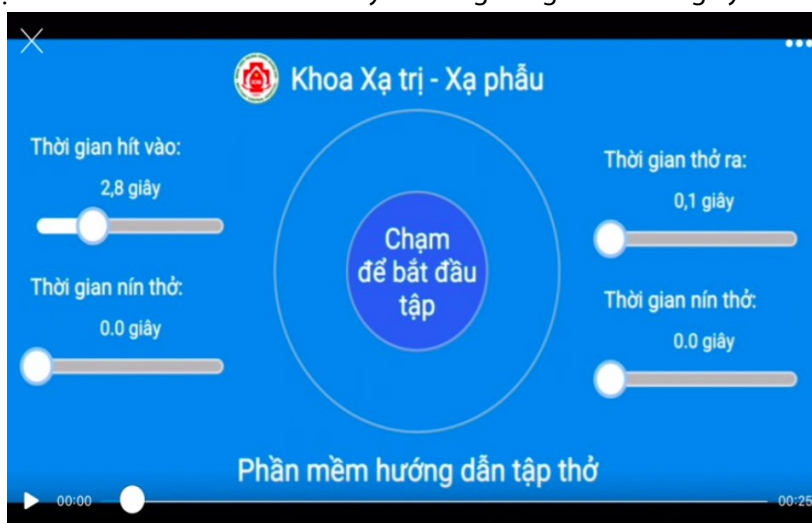 Khoa Xạ trị - Xạ phẫu
Thời gian hít vào:
2,8 giây
Thời gian nín thở:
0.0 giây
Chạm
để bắt đầu
tập
Thời gian thở ra:
0,1 giây
Thời gian nín thở:
0.0 giây
Phần mềm hướng dẫn tập thở
00:00
00:25